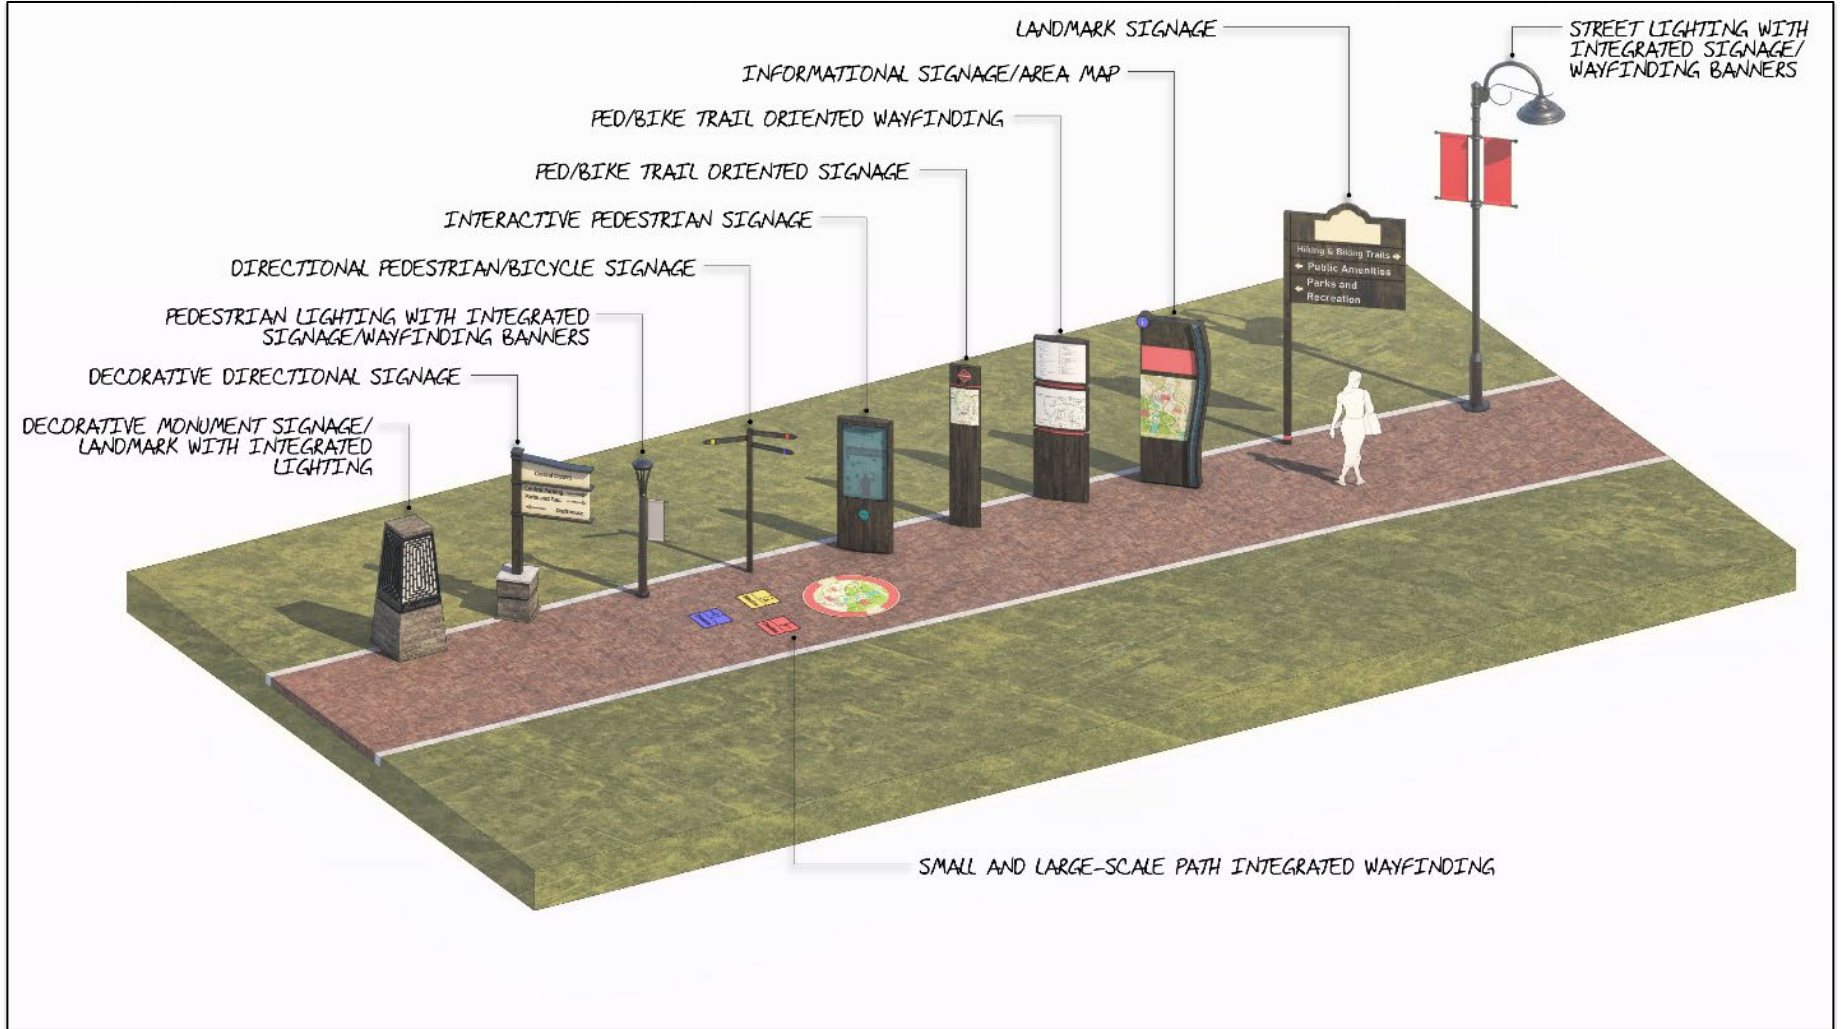 LANDMARK SIGNAGE
STREET LIGHTING WITH
INTEGRATED SIGNAGE/
WAYFINDING BANNERS
INFORMATIONAL SIGNAGE/AREA MAP
PED/BIKE TRAIL ORIENTED WAYFINDING
PED/BIKE TRAIL ORIENTED SIGNAGE
INTERACTIVE PEDESTRIAN SIGNAGE
DIRECTIONAL PEDESTRIAN/BICYCLE SIGNAGE
PEDESTRIAN LIGHTING WITH INTEGRATED
SIGNAGE/WAYFINDING BANNERS
DECORATIVE DIRECTIONAL SIGNAGE
DECORATIVE MONUMENT SIGNAGE/
LANDMARK WITH INTEGRATED
LIGHTING
Hiking & Biking Trails
Public Amenities
Parks and
Recreation
SMALL AND LARGE-SCALE PATH INTEGRATED WAYFINDING